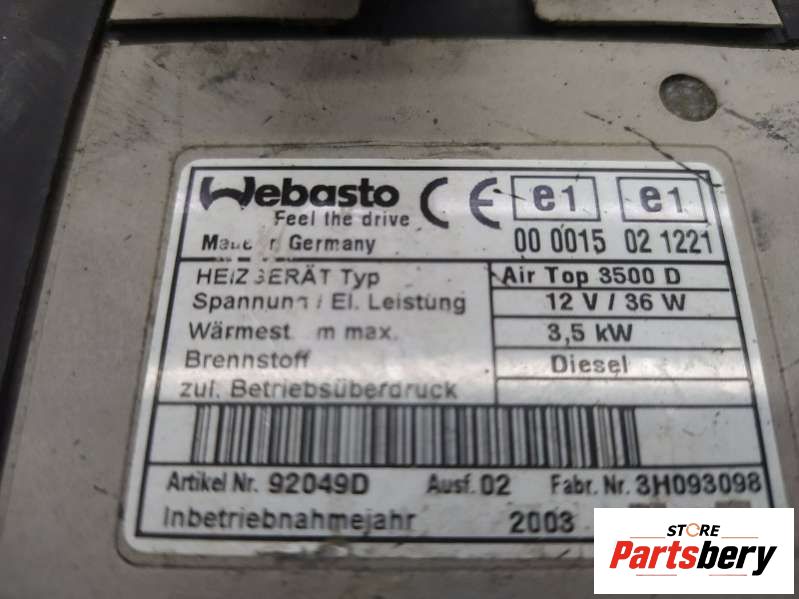 Webasto
Feel the drive
CE e1 e1
Germany 00 0015 02 1221
HEIZGERÄT Typ Air Top 3500 D
Spannung / El. Leistung 12 V / 36 W
Wärmest m max. 3,5 kW
Brennstoff Diesel
zul. Betriebsüberdruck
Artikel Nr. 92049D Ausf. 02 Fabr. Nr. 3H093098
Inbetriebnahmejahr 2003
STORE
Partsbery